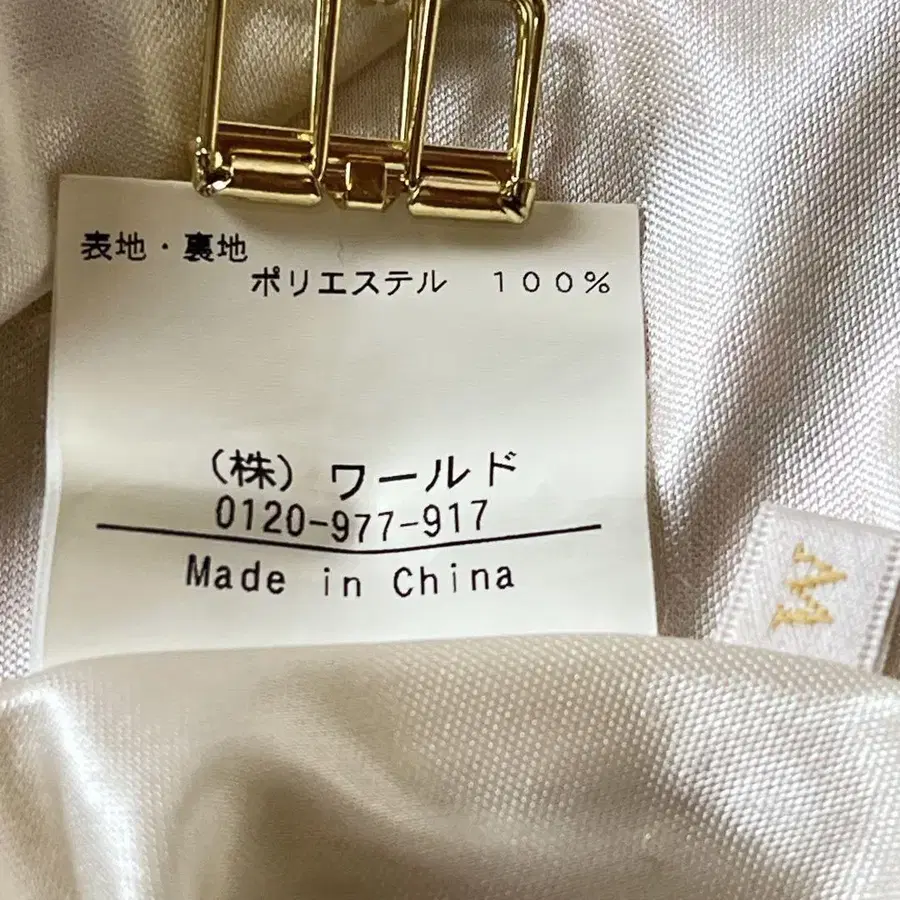 表地・裏地
ポリエステル　１００％
（株）ワールド
0120-977-917
Made in China
M